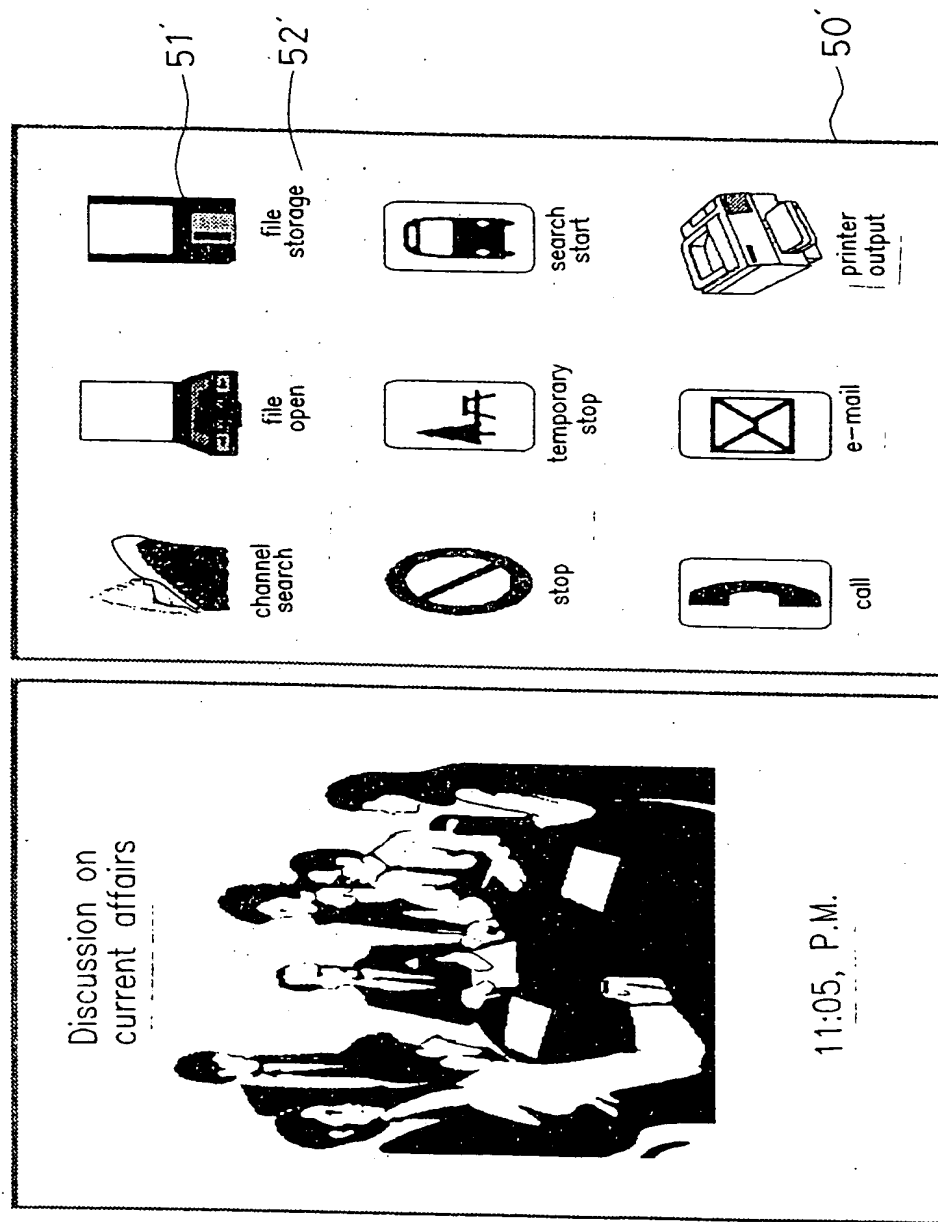 Discussion on
current affairs
11:05, P.M.
channel
search
file
open
file
storage
stop
temporary
stop
search
start
call
e-mail
printer
output
51'
52'
50'